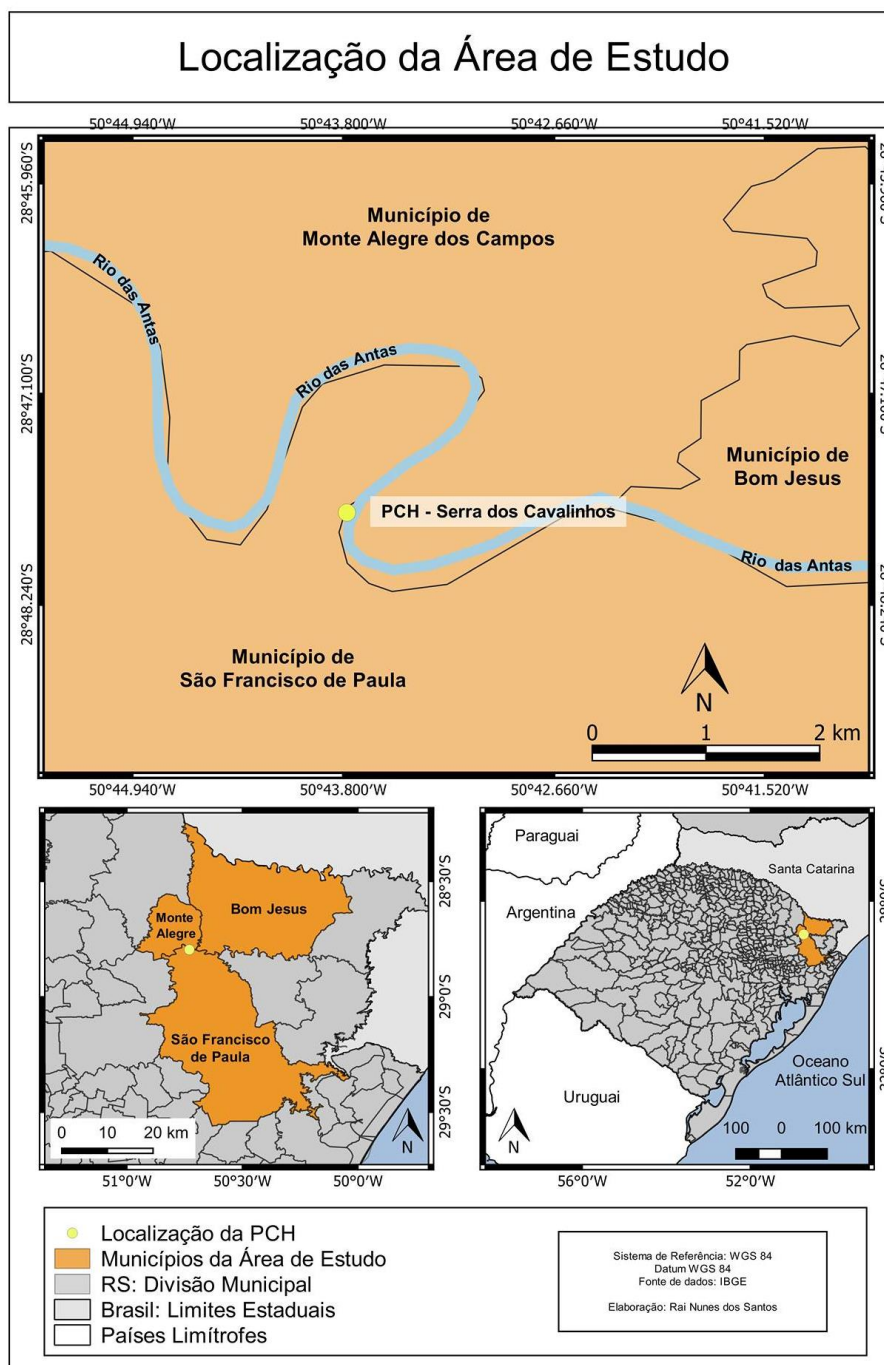 Localização da Área de Estudo
50°44.940'W
50°43.800'W
50°42.660'W
50°41.520'W
28°45.960'S
28°47.100'S
28°48.240'S
Município de
Monte Alegre dos Campos
Rio das Antas
Rio das Antas
Município de
Bom Jesus
PCH - Serra dos Cavalinhos
Rio das Antas
Município de
São Francisco de Paula
N
0 1 2 km
50°44.940'W
50°43.800'W
50°42.660'W
50°41.520'W
Monte
Alegre
Bom Jesus
São Francisco
de Paula
0 10 20 km
N
28°30'S
29°0'S
29°30'S
51°0'W
50°30'W
50°0'W
Paraguai
Santa Catarina
Argentina
Oceano
Atlântico Sul
Uruguai
100 0 100 km
N
56°0'W
52°0'W
Localização da PCH
Municípios da Área de Estudo
RS: Divisão Municipal
Brasil: Limites Estaduais
Países Limítrofes
Sistema de Referência: WGS 84
Datum WGS 84
Fonte de dados: IBGE
Elaboração: Rai Nunes dos Santos